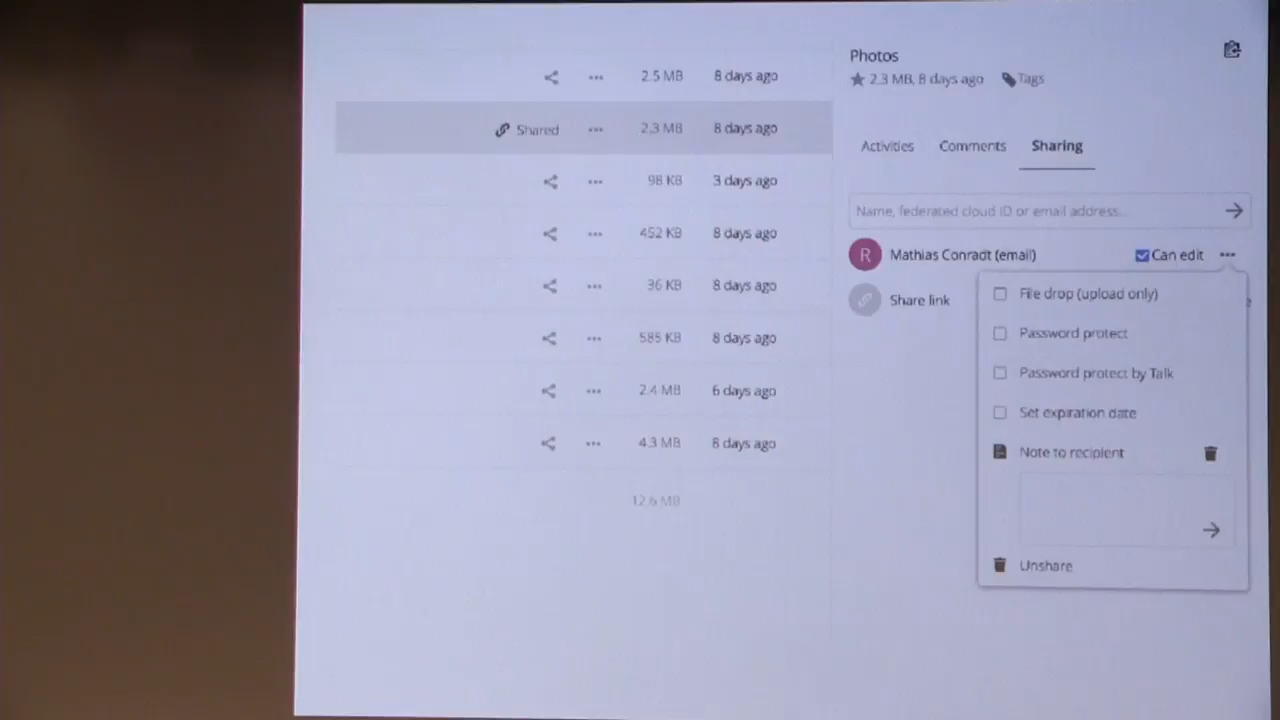 Photos
2.3 MB, 8 days ago Tags
2.5 MB 8 days ago
Shared 2.3 MB 8 days ago
98 KB 3 days ago
452 KB 8 days ago
36 KB 8 days ago
585 KB 8 days ago
2.4 MB 6 days ago
4.3 MB 8 days ago
12.6 MB
Activities Comments Sharing
Name, federated cloud ID or email address...
R Mathias Conradt (email) Can edit
Share link
File drop (upload only)
Password protect
Password protect by Talk
Set expiration date
Note to recipient
Unshare